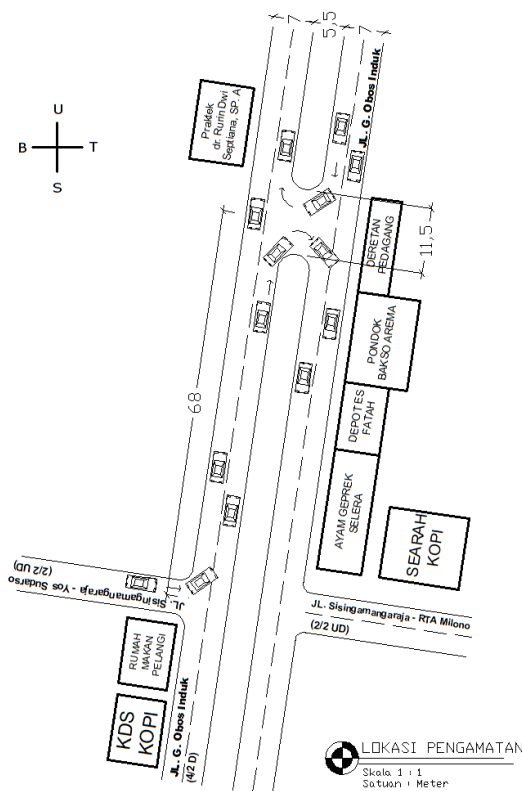 7
5,5
7
JL. G. Obos Induk
Praktek
dr. Rurin Dwi
Septiana, SP. A
U
B
T
S
11,5
DERETAN
PEDAGANG
PONDOK
BAKSO AREMA
DEPOT ES
FATAH
AYAM GEPREK
SELERA
SEARAH
KOPI
68
JL. Sisingamangaraja - Yos Sudarso
(2/2 UD)
JL. Sisingamangaraja - RTA Milono
(2/2 UD)
RUMAH
MAKAN
PELANGI
KDS
KOPI
JL. G. Obos Induk
(4/2 D)
LOKASI PENGAMATAN
Skala 1 : 1
Satuan : Meter